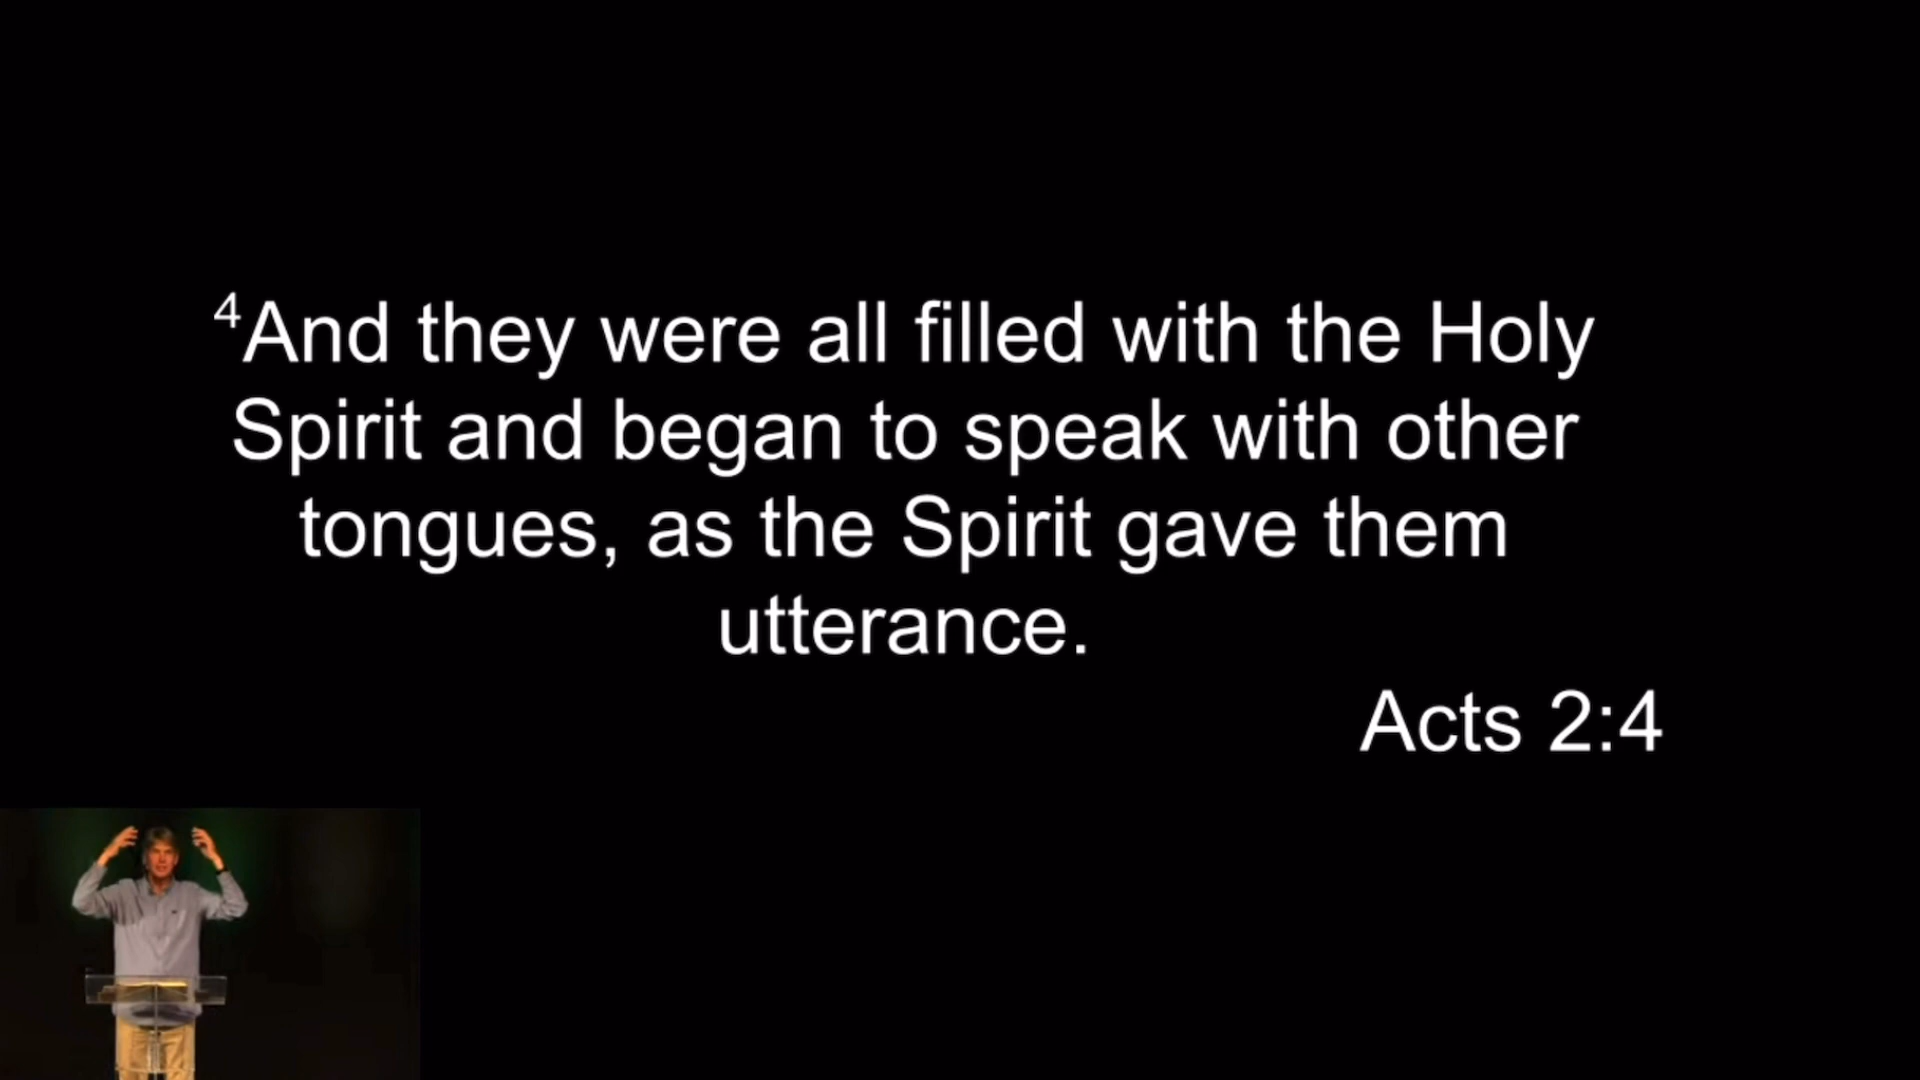 ⁴And they were all filled with the Holy
Spirit and began to speak with other
tongues, as the Spirit gave them
utterance.
Acts 2:4